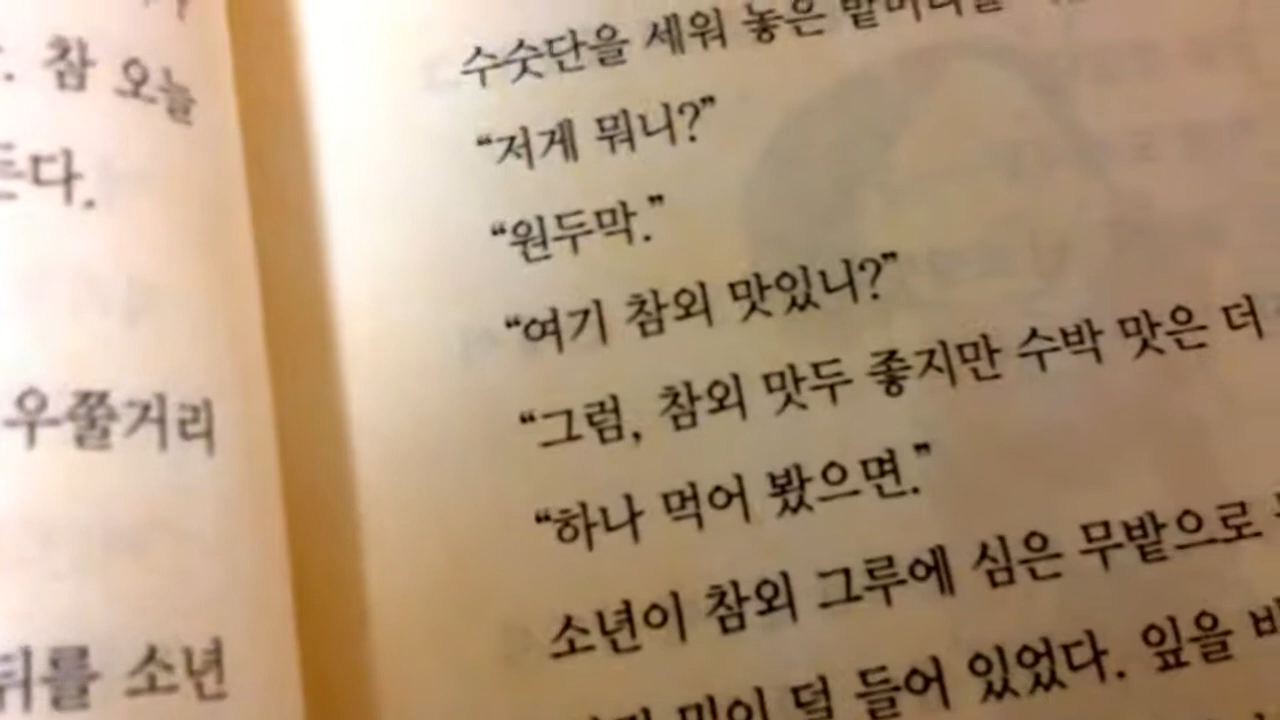 참 오늘
다.
우쭐거리
뒤를 소년
수숫단을 세워 놓은
“저게 뭐니?”
“원두막.”
“여기 참외 맛있니?”
“그럼, 참외 맛두 좋지만 수박 맛은 더
“하나 먹어 봤으면.”
소년이 참외 그루에 심은 무밭으로
밑이 덜 들어 있었다. 잎을